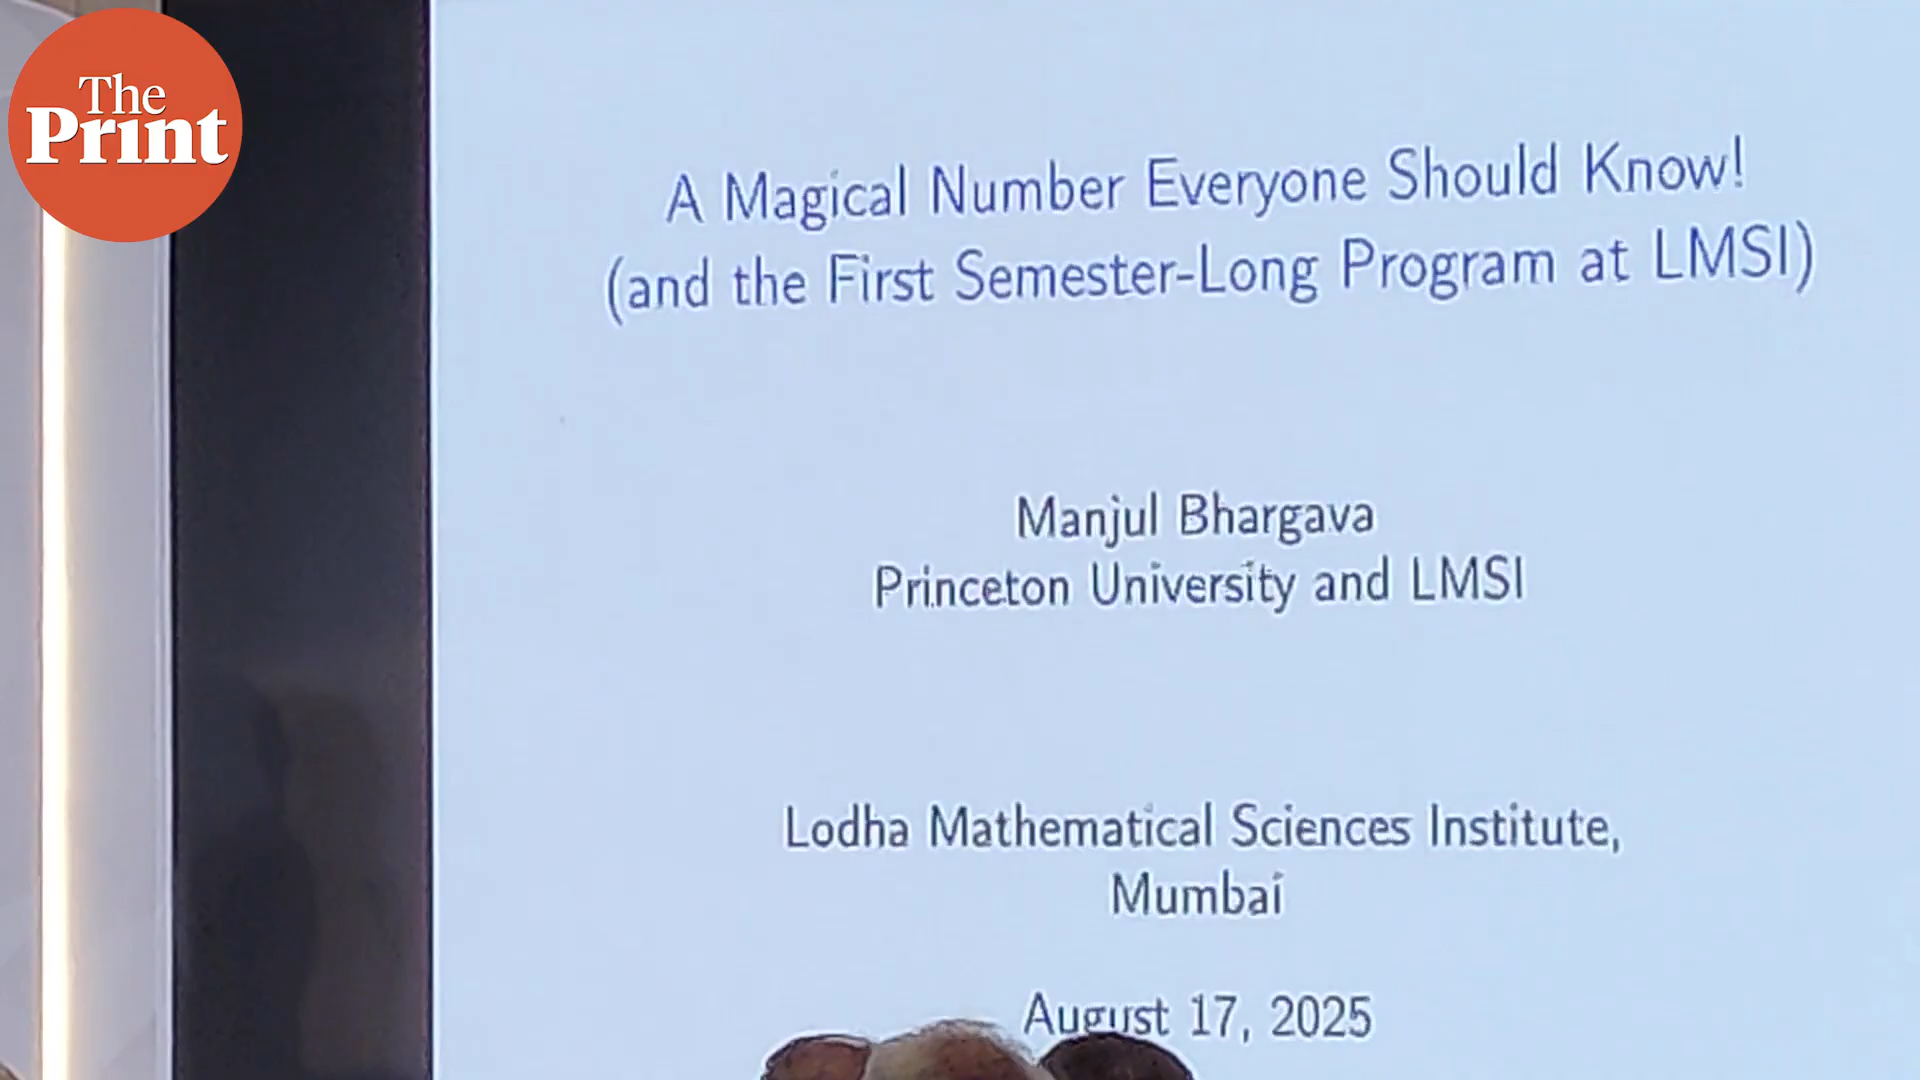 The
Print
A Magical Number Everyone Should Know!
(and the First Semester-Long Program at LMSI)
Manjul Bhargava
Princeton University and LMSI
Lodha Mathematical Sciences Institute,
Mumbai
August 17, 2025